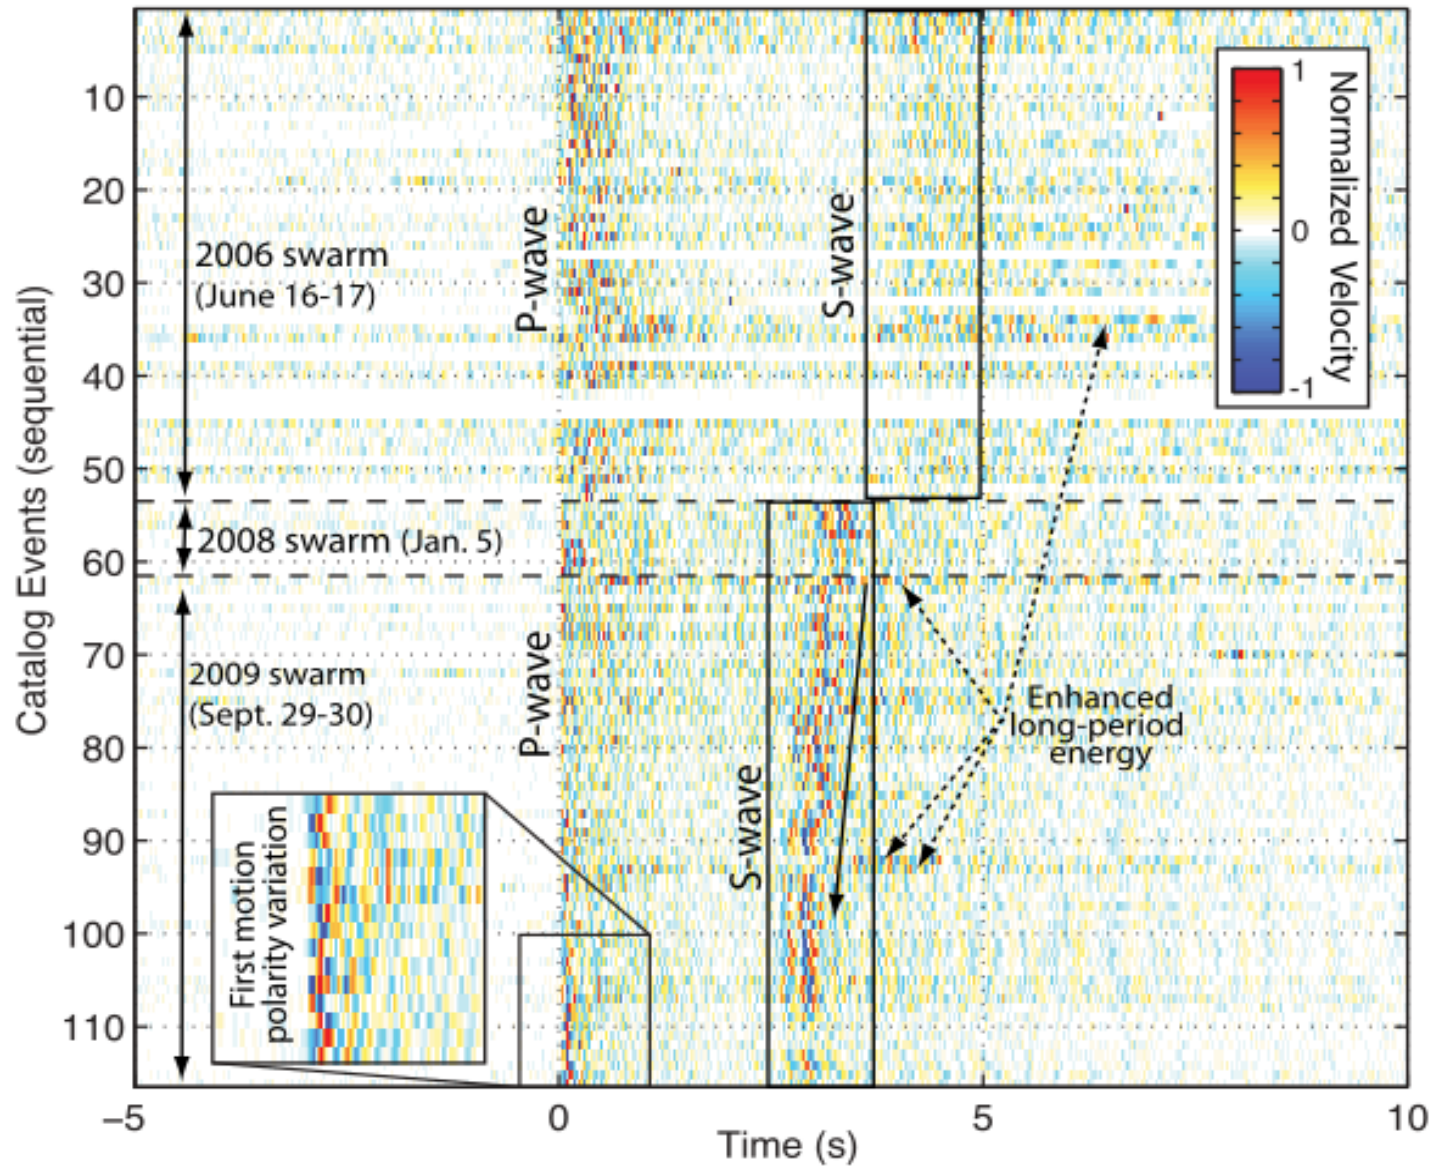 10
20
30
40
50
60
70
80
90
100
110
Catalog Events (sequential)
2006 swarm
(June 16-17)
2008 swarm (Jan. 5)
2009 swarm
(Sept. 29-30)
P-wave
S-wave
P-wave
S-wave
1
0
-1
Normalized Velocity
Enhanced
long-period
energy
First motion
polarity variation
−5
0
5
10
Time (s)